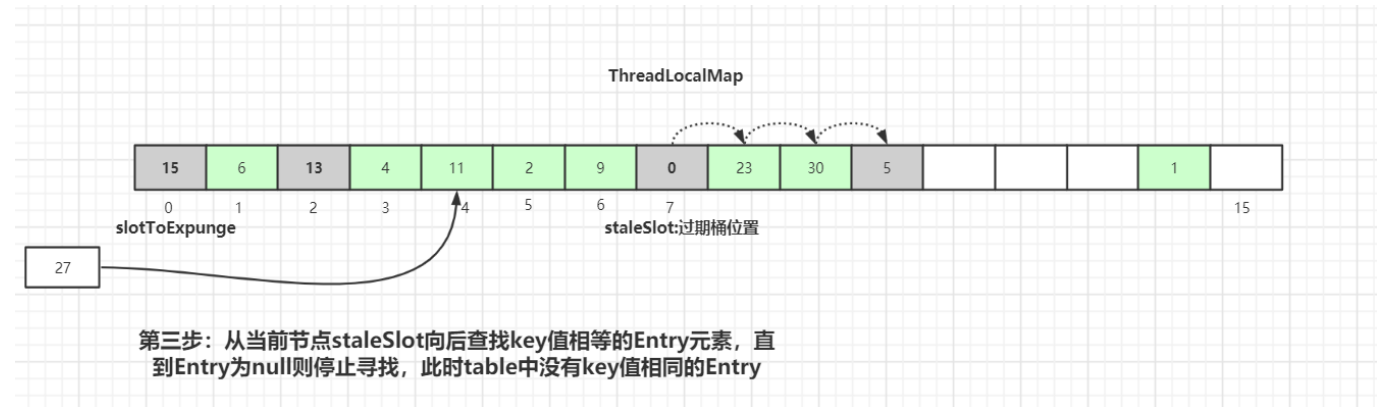 ThreadLocalMap
15 6 13 4 11 2 9 0 23 30 5 1
0 1 2 3 4 5 6 7 15
slotToExpunge staleSlot:过期桶位置
27
第三步：从当前节点staleSlot向后查找key值相等的Entry元素，直
到Entry为null则停止寻找，此时table中没有key值相同的Entry